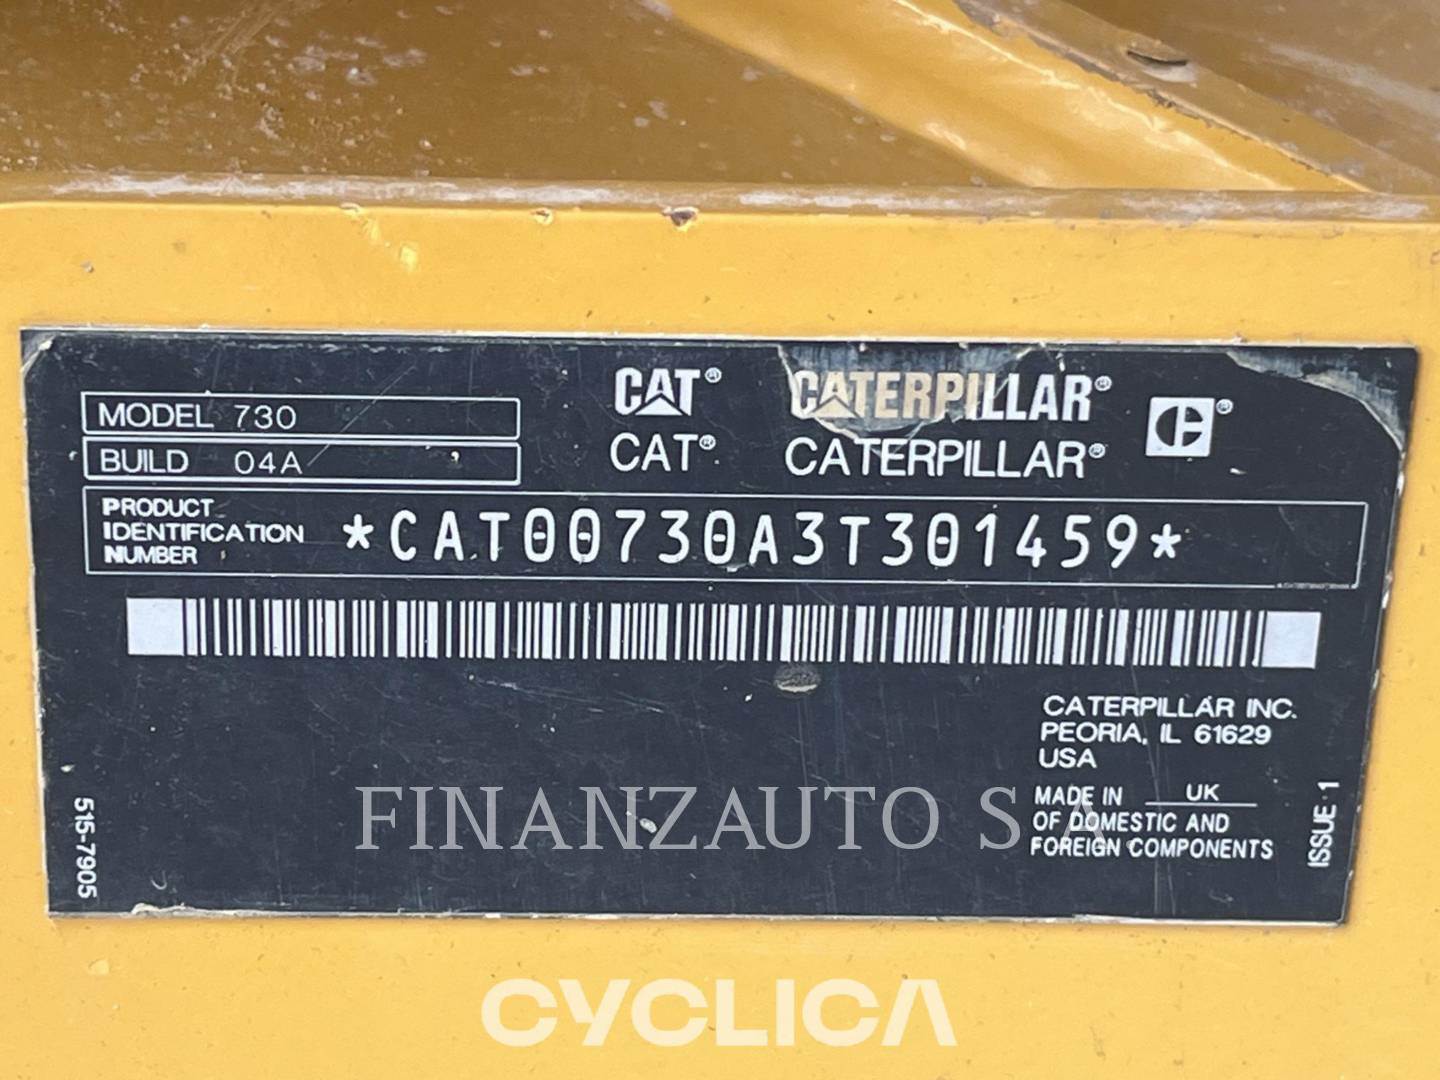 MODEL 730
BUILD 04A
CAT® CATERPILLAR®
CAT® CATERPILLAR®
C®
PRODUCT
IDENTIFICATION
NUMBER
*CAT00730A3T301459*
CATERPILLAR INC.
PEORIA, IL 61629
USA
MADE IN UK
OF DOMESTIC AND
FOREIGN COMPONENTS
515-7905
ISSUE 1
FINANZAUTO S.A.
CYCLICA